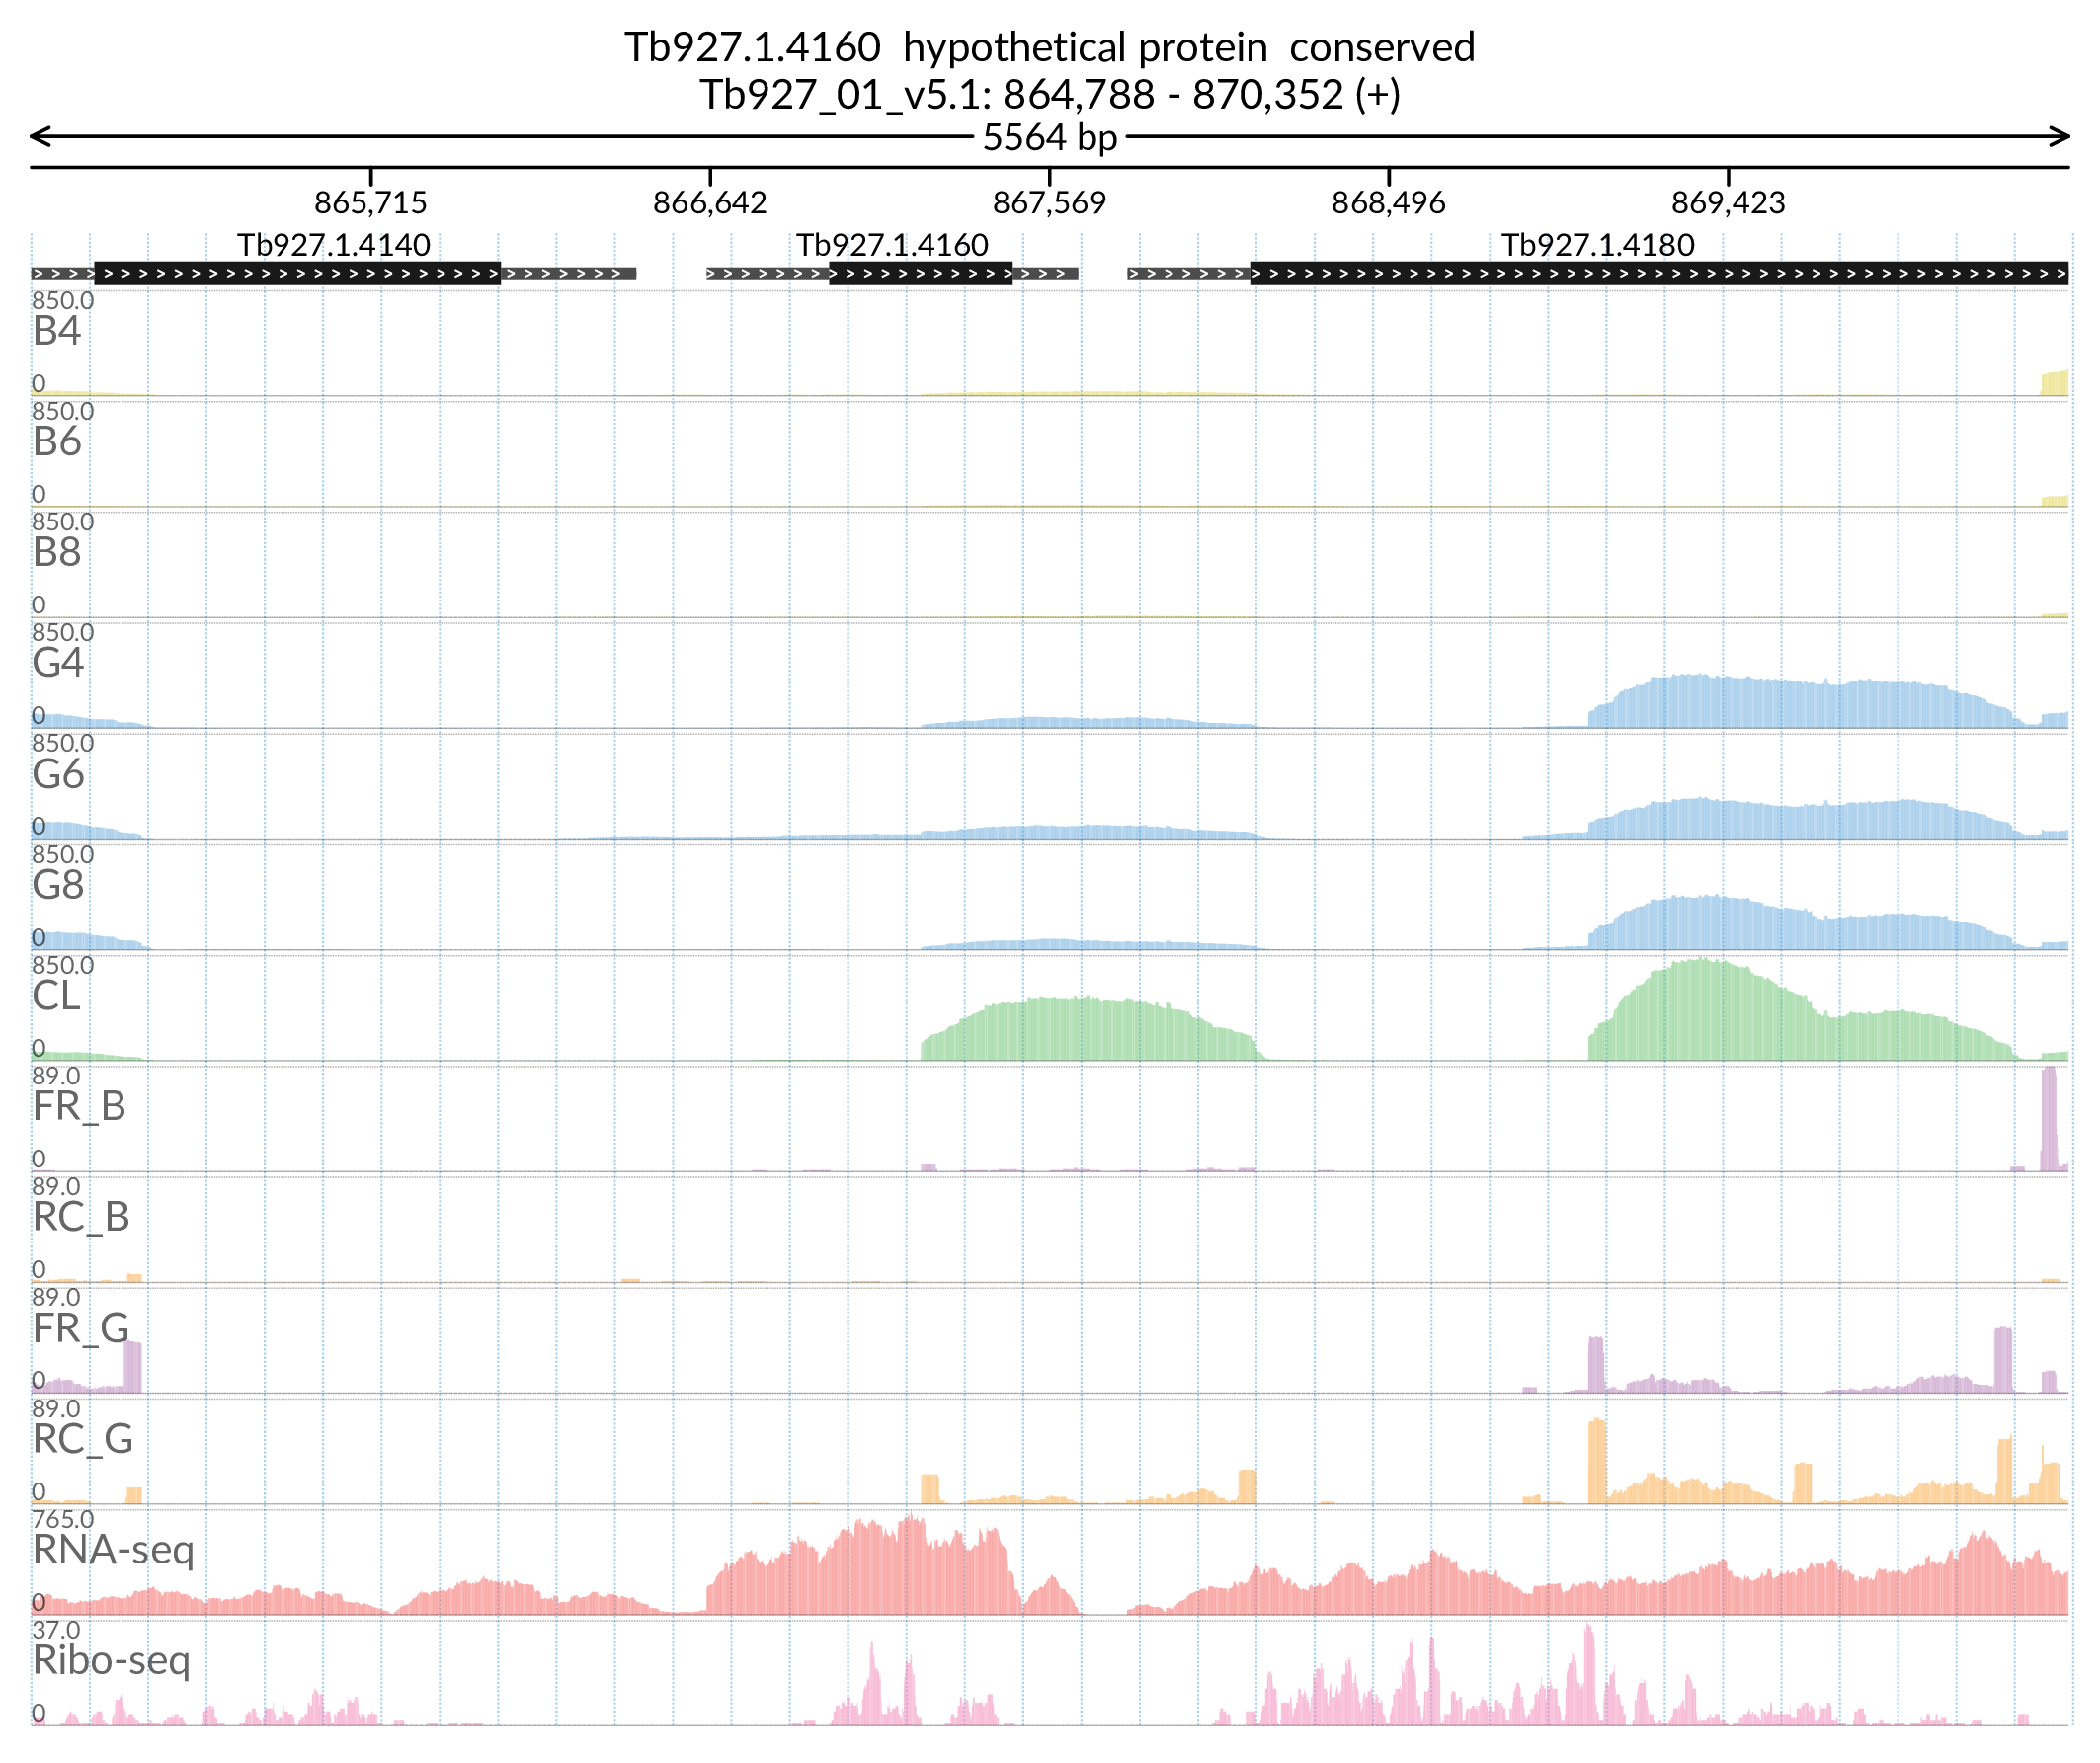 Tb927.1.4160 hypothetical protein conserved
Tb927_01_v5.1: 864,788 - 870,352 (+)
5564 bp
865,715 866,642 867,569 868,496 869,423
Tb927.1.4140 Tb927.1.4160 Tb927.1.4180
850.0
B4
0
850.0
B6
0
850.0
B8
0
850.0
G4
0
850.0
G6
0
850.0
G8
0
850.0
CL
0
89.0
FR_B
0
89.0
RC_B
0
89.0
FR_G
0
89.0
RC_G
0
765.0
RNA-seq
0
37.0
Ribo-seq
0